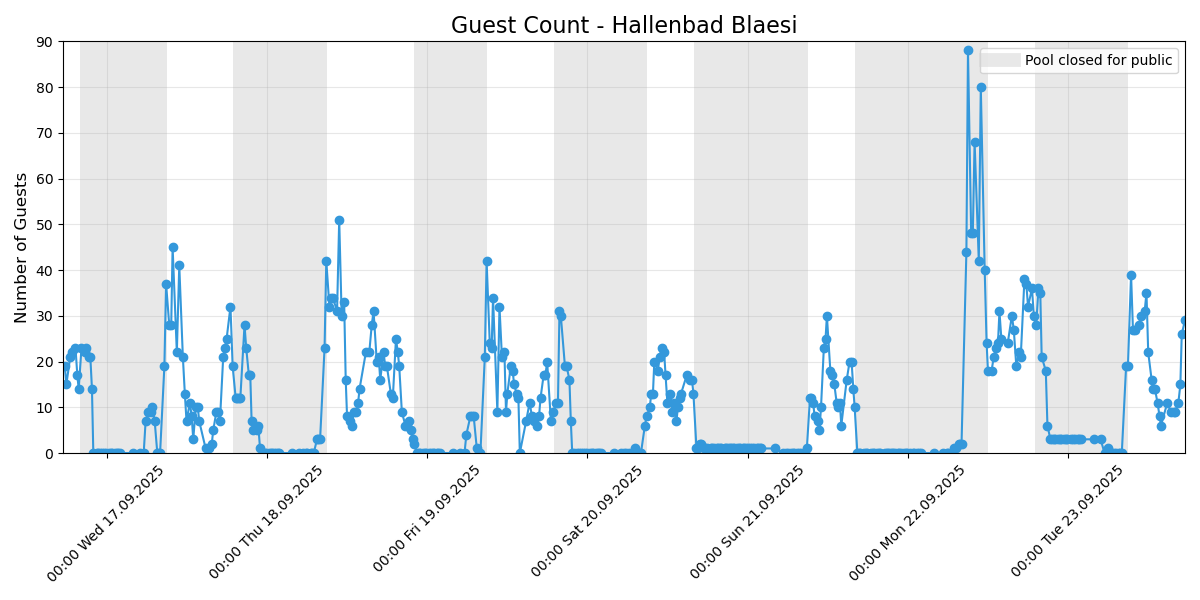 Guest Count - Hallenbad Blaesi
Pool closed for public
Number of Guests
90
80
70
60
50
40
30
20
10
0
00:00 Wed 17.09.2025
00:00 Thu 18.09.2025
00:00 Fri 19.09.2025
00:00 Sat 20.09.2025
00:00 Sun 21.09.2025
00:00 Mon 22.09.2025
00:00 Tue 23.09.2025